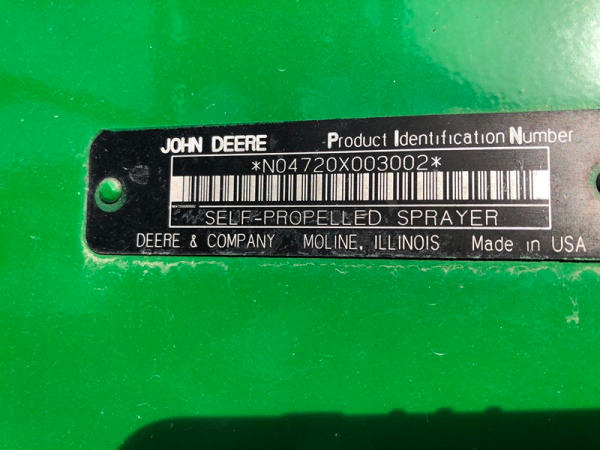 JOHN DEERE Product Identification Number
*N04720X003002*
SELF-PROPELLED SPRAYER
DEERE & COMPANY MOLINE, ILLINOIS Made in USA